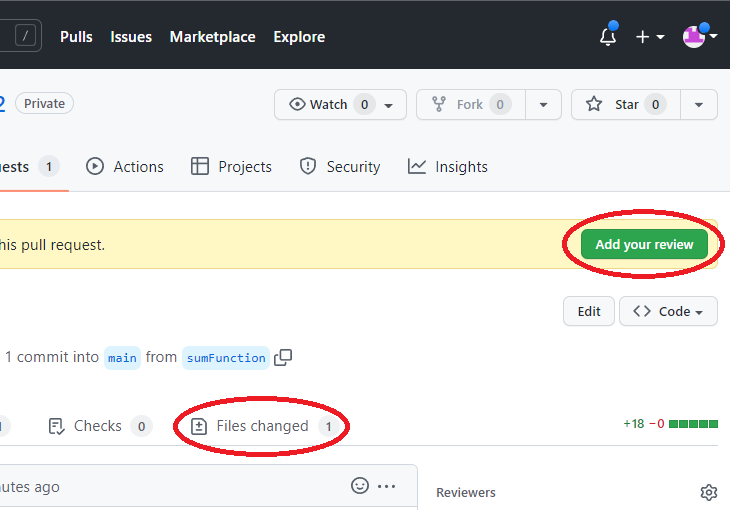 / Pulls Issues Marketplace Explore
2 Private Watch 0 Fork 0 Star 0
ests 1 Actions Projects Security Insights
his pull request. Add your review
Edit <> Code
1 commit into main from sumFunction
Checks 0 Files changed 1 +18 −0
utes ago
Reviewers